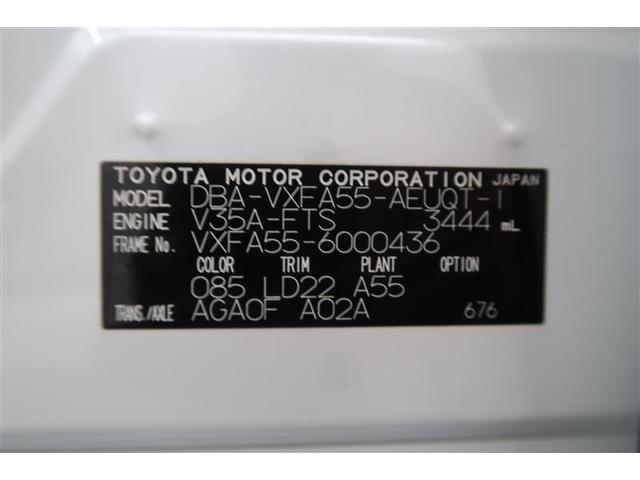 TOYOTA MOTOR CORPORATION JAPAN
MODEL DBA-VXFA55-AEUQT-I
ENGINE V35A-FTS 3444 mL
FRAME No. VXFA55-6000436
COLOR TRIM PLANT OPTION
085 LD22 A55
TRANS./AXLE AGA0F A02A 676